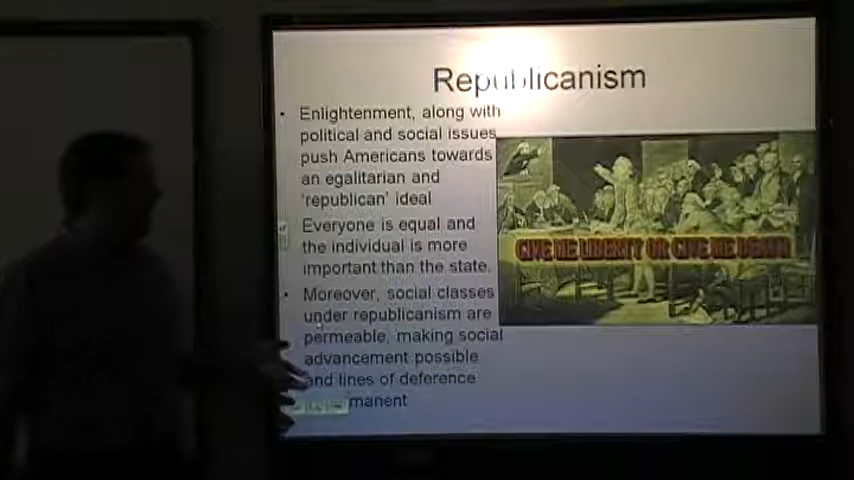 Republicanism
• Enlightenment, along with
political and social issues
push Americans towards
an egalitarian and
'republican' ideal
Everyone is equal and
the individual is more
important than the state.
• Moreover, social classes
under republicanism are
permeable, making social
advancement possible
and lines of deference
manent
GIVE ME LIBERTY OR GIVE ME DEATH